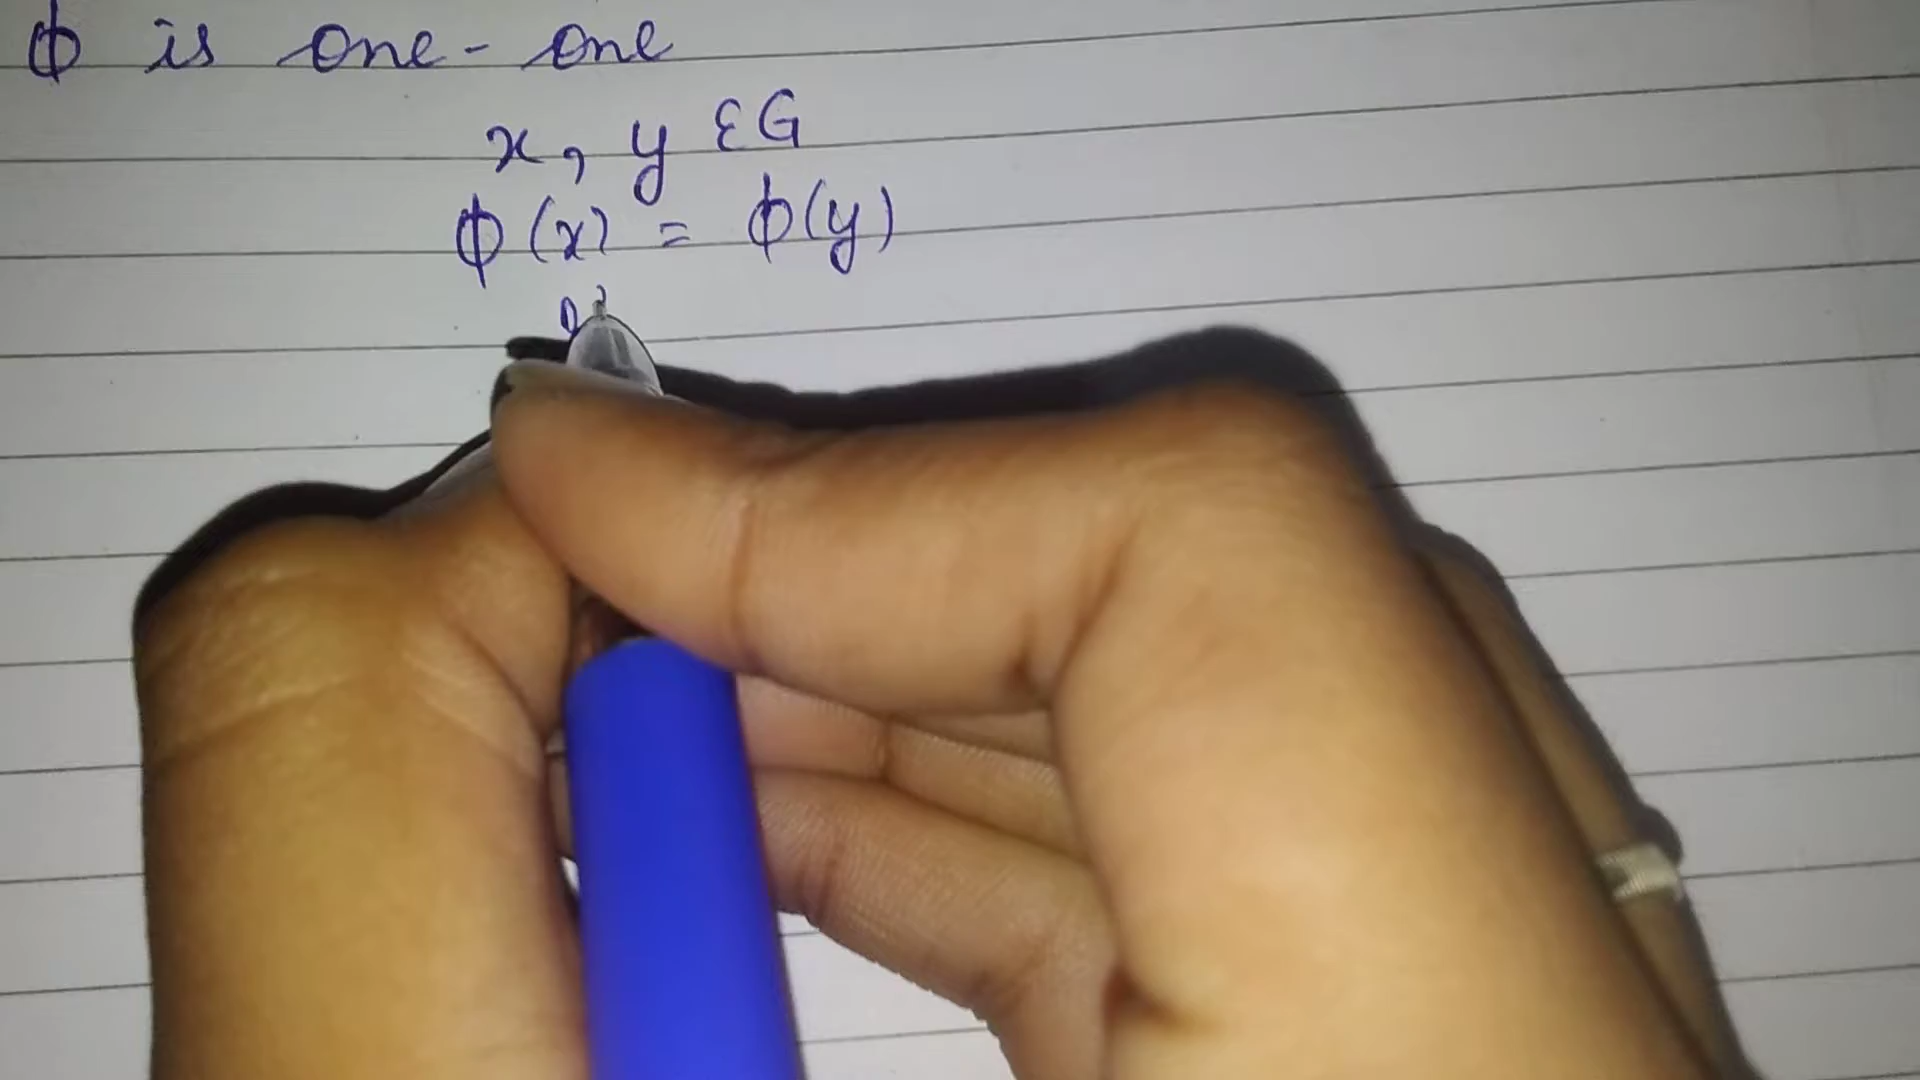 ϕ is one-one
x, y ɛ G
ϕ(x) = ϕ(y)